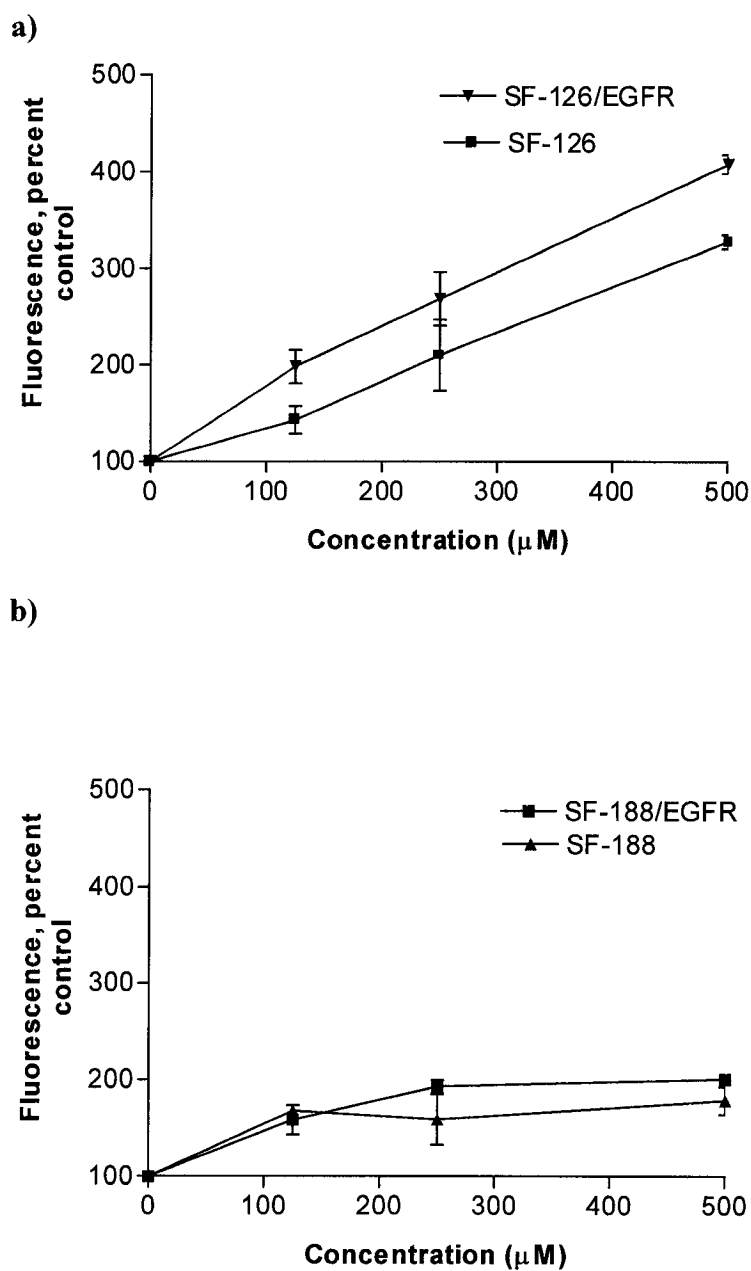 a)
500
400
300
200
100
Fluorescence, percent
control
SF-126/EGFR
SF-126
0 100 200 300 400 500
Concentration (μM)
b)
500
400
300
200
100
Fluorescence, percent
control
SF-188/EGFR
SF-188
0 100 200 300 400 500
Concentration (μM)